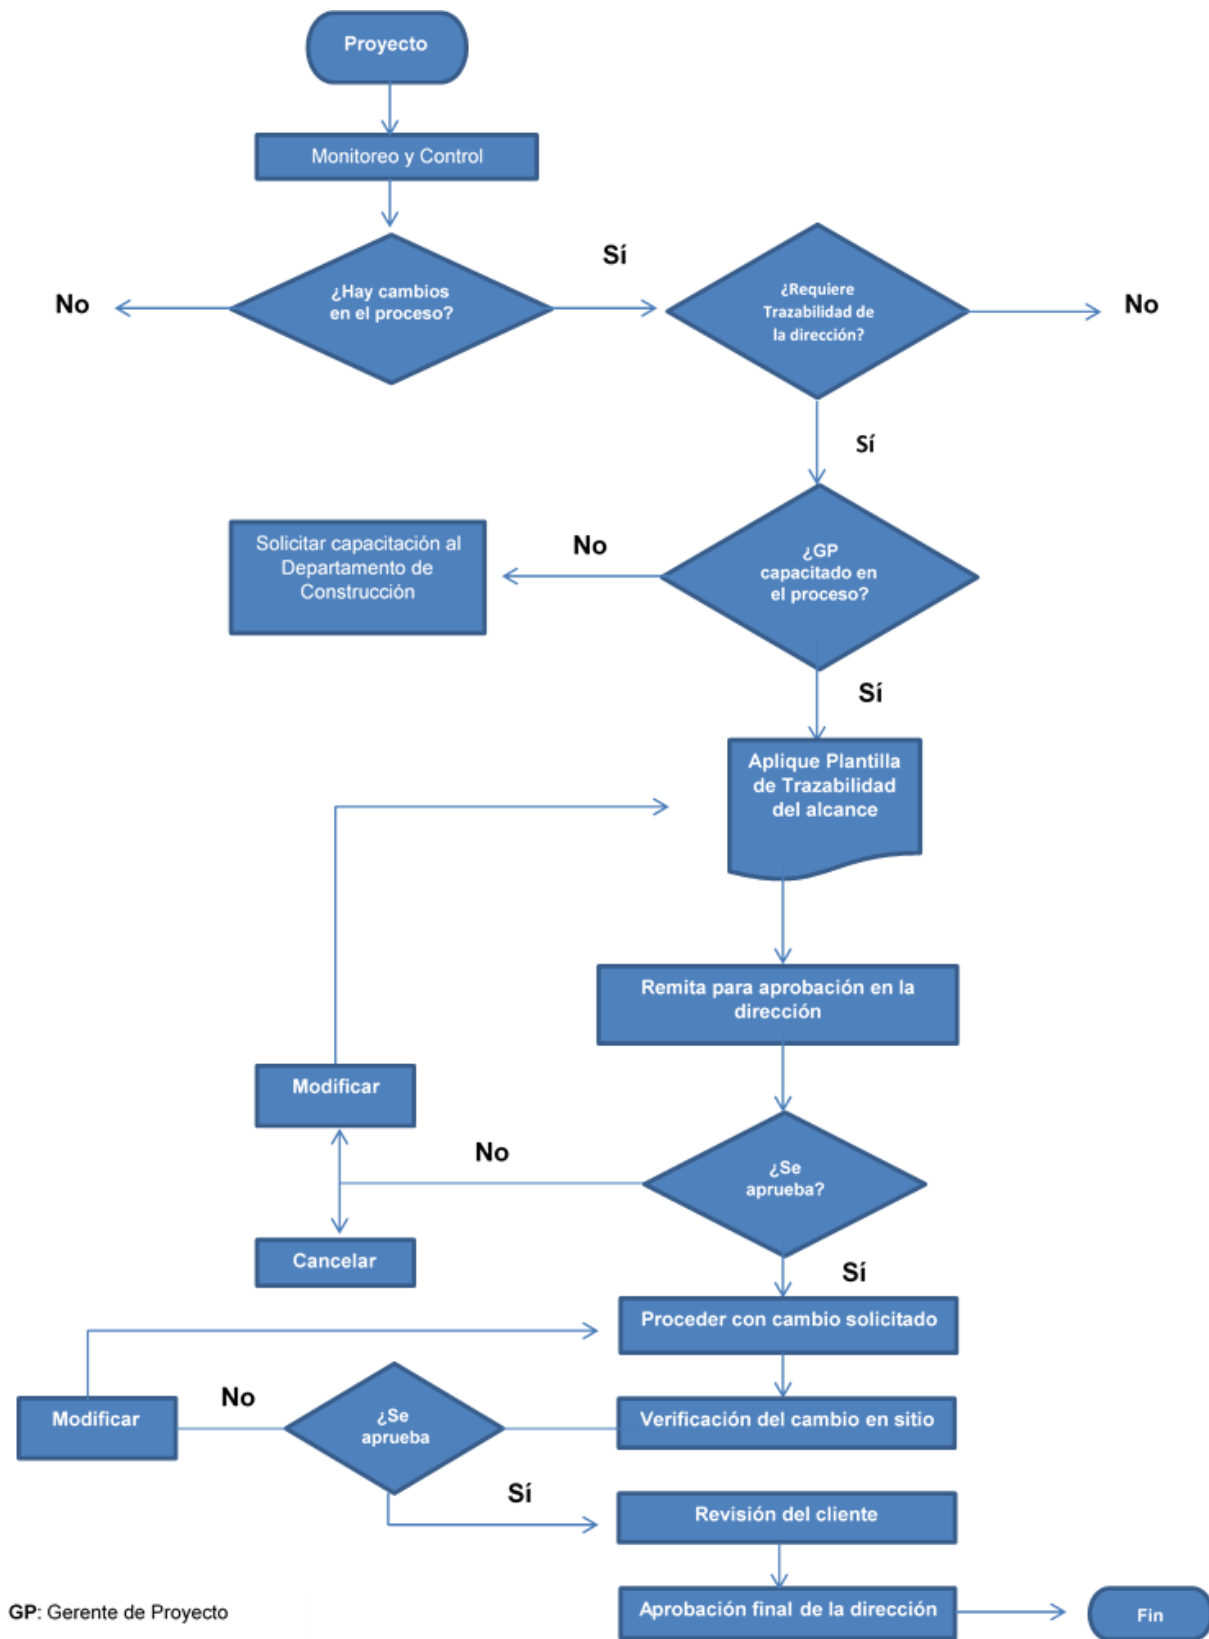 Proyecto
Monitoreo y Control
Sí
¿Hay cambios
en el proceso?
No
¿Requiere
Trazabilidad de
la dirección?
No
Sí
Solicitar capacitación al
Departamento de
Construcción
No
¿GP
capacitado en
el proceso?
Sí
Aplique Plantilla
de Trazabilidad
del alcance
Remita para aprobación en la
dirección
Modificar
No
¿Se
aprueba?
Cancelar
Sí
Proceder con cambio solicitado
Modificar
No
¿Se
aprueba
Verificación del cambio en sitio
Sí
Revisión del cliente
Aprobación final de la dirección
Fin
GP: Gerente de Proyecto